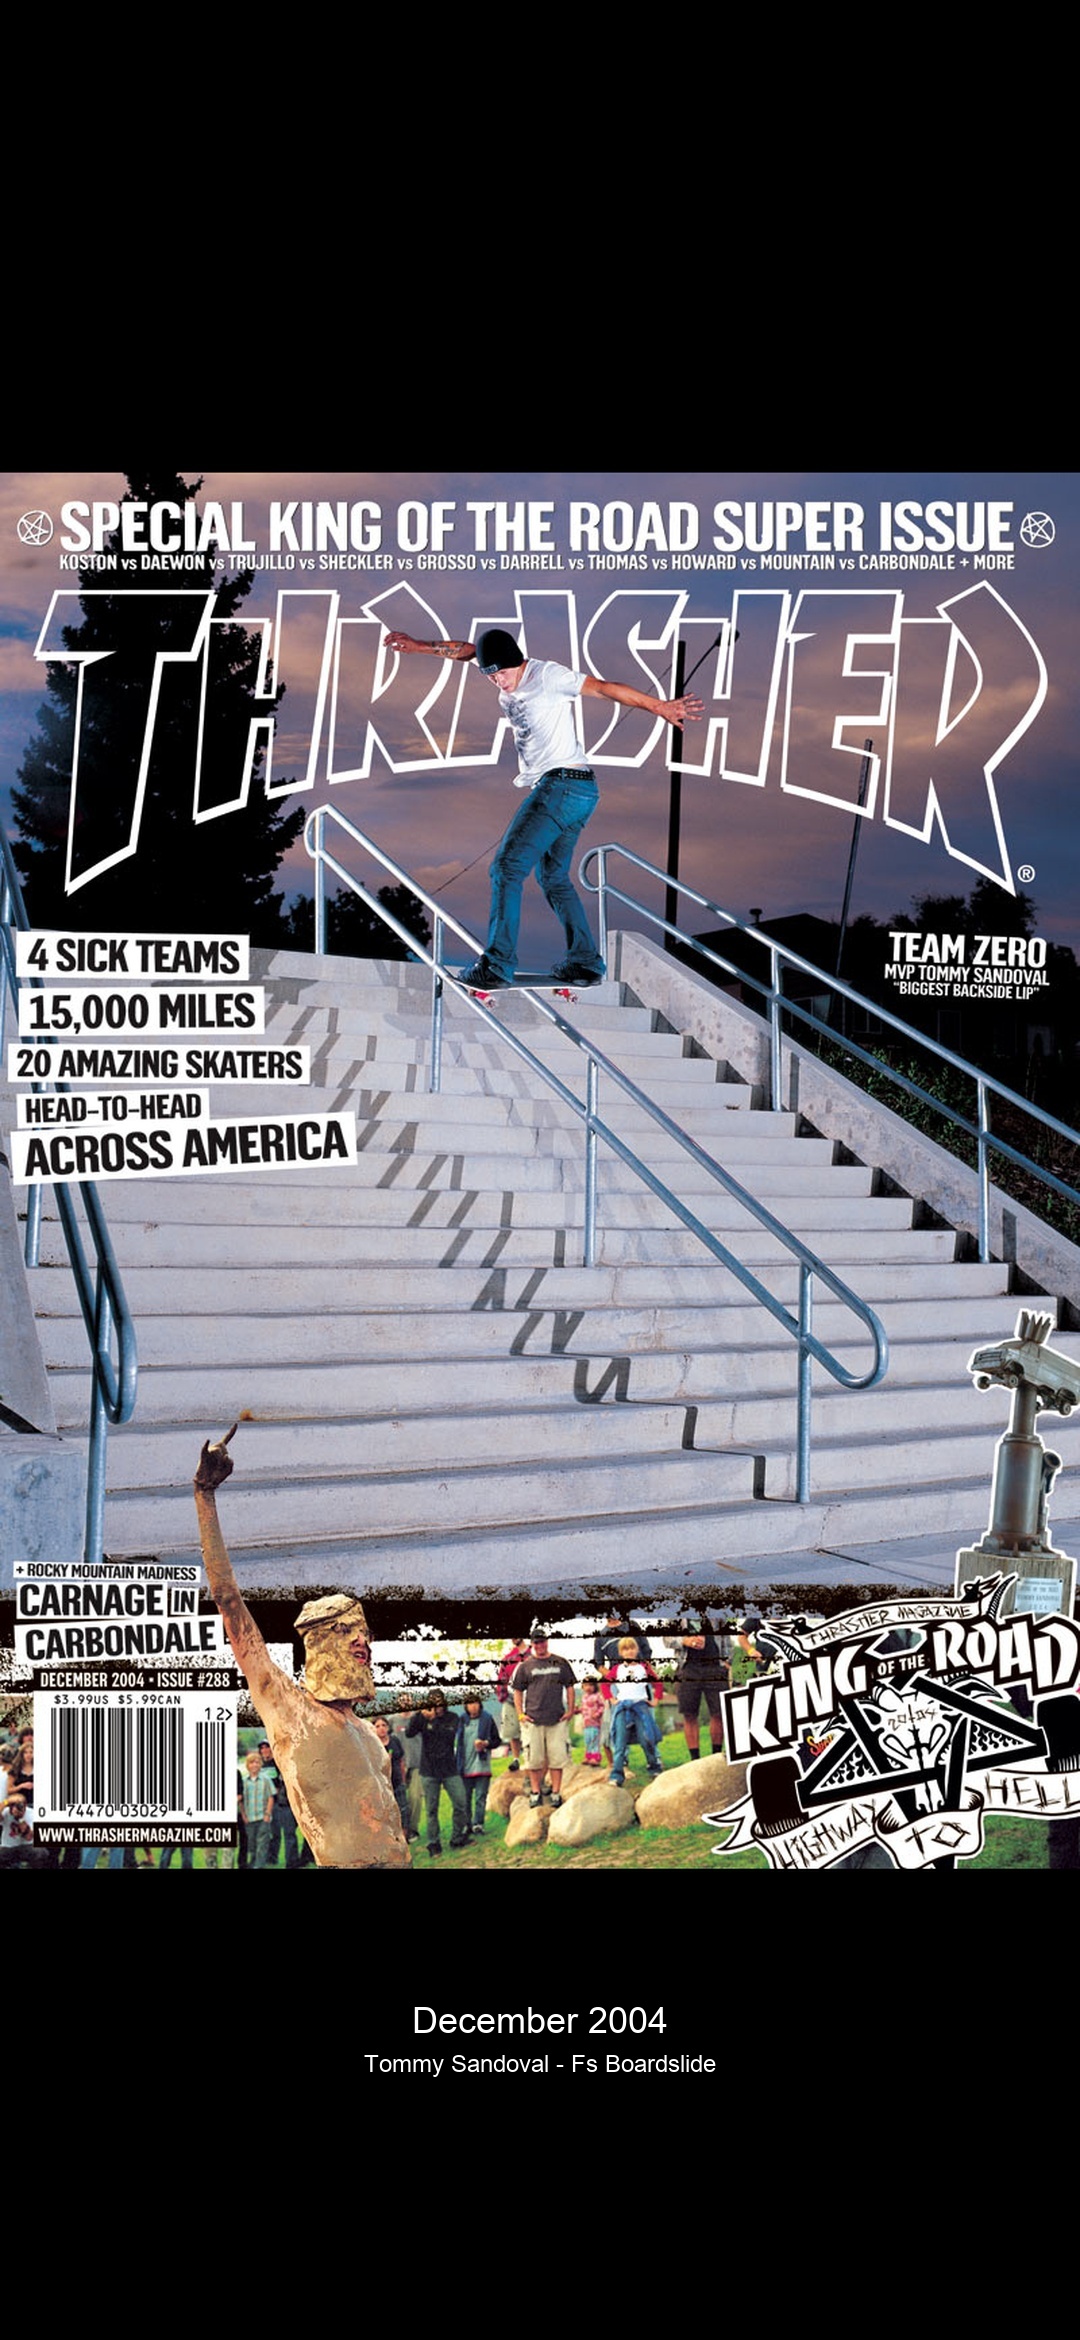 SPECIAL KING OF THE ROAD SUPER ISSUE
KOSTON vs DAEWON vs TRUJILLO vs SHECKLER vs GROSSO vs DARRELL vs THOMAS vs HOWARD vs MOUNTAIN vs CARBONDALE + MORE
THRASHER®
4 SICK TEAMS
15,000 MILES
20 AMAZING SKATERS
HEAD-TO-HEAD
ACROSS AMERICA
TEAM ZERO
MVP TOMMY SANDOVAL
"BIGGEST BACKSIDE LIP"
+ ROCKY MOUNTAIN MADNESS
CARNAGE IN
CARBONDALE
DECEMBER 2004 • ISSUE #288
$3.99US $5.99CAN
12>
0 74470 03029 4
WWW.THRASHERMAGAZINE.COM
THRASHER MAGAZINE
KING OF THE ROAD
2004
HIGHWAY TO HELL
December 2004
Tommy Sandoval - Fs Boardslide